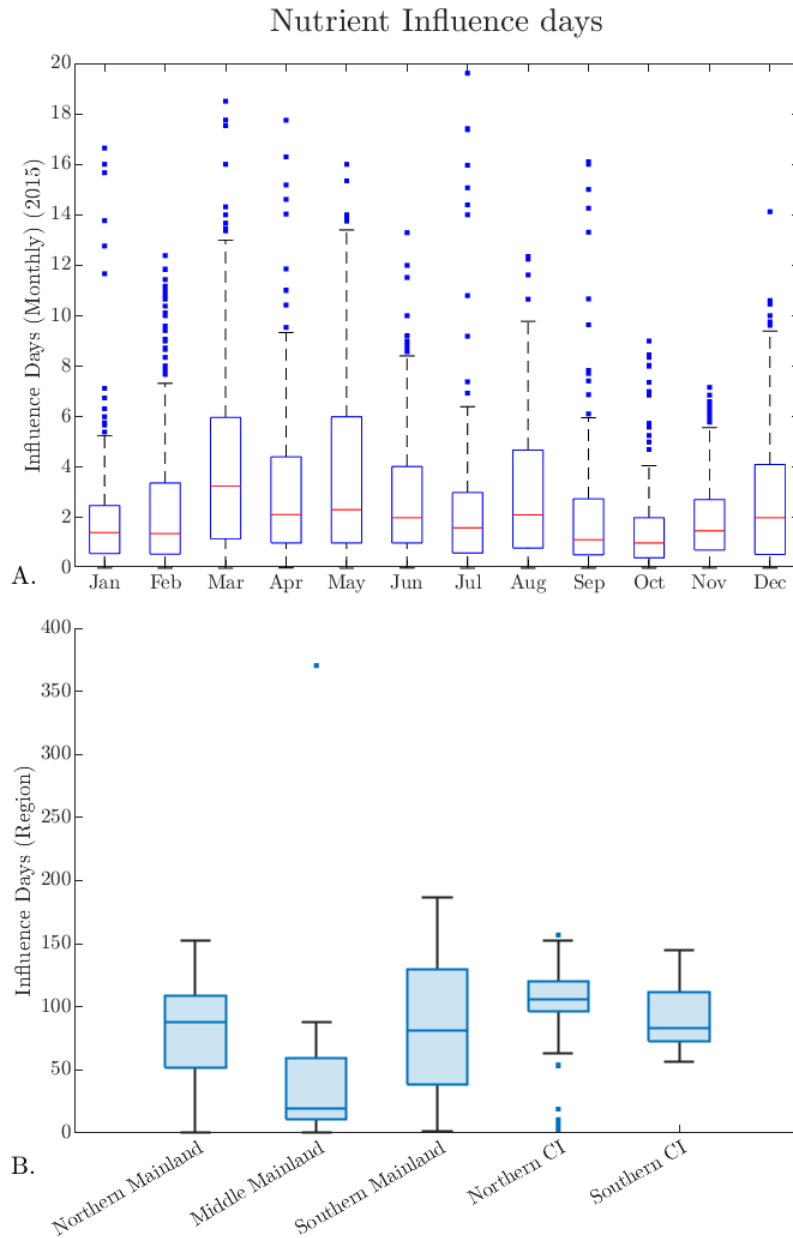 Nutrient Influence days
Influence Days (Monthly) (2015)
20
18
16
14
12
10
8
6
4
2
0
A.
Jan Feb Mar Apr May Jun Jul Aug Sep Oct Nov Dec
Influence Days (Region)
400
350
300
250
200
150
100
50
0
B.
Northern Mainland
Middle Mainland
Southern Mainland
Northern CI
Southern CI